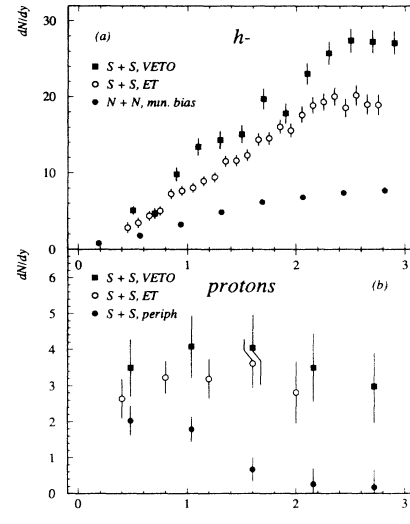 dN/dy
30
20
10
0
(a)
h-
S + S, VETO
S + S, ET
N + N, min. bias
0
1
2
3
dN/dy
6
5
4
3
2
1
0
protons
(b)
S + S, VETO
S + S, ET
S + S, periph
0
1
2
3